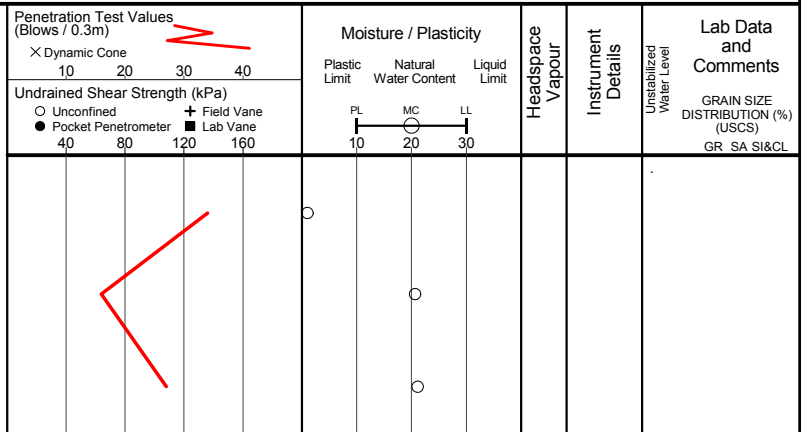 Penetration Test Values
(Blows / 0.3m)
× Dynamic Cone
10 20 30 40
Undrained Shear Strength (kPa)
Unconfined + Field Vane
Pocket Penetrometer Lab Vane
40 80 120 160
Moisture / Plasticity
Plastic Limit
Natural Water Content
Liquid Limit
PL MC LL
10 20 30
Headspace
Vapour
Instrument
Details
Unstabilized
Water Level
Lab Data
and
Comments
GRAIN SIZE
DISTRIBUTION (%)
(USCS)
GR SA SI&CL